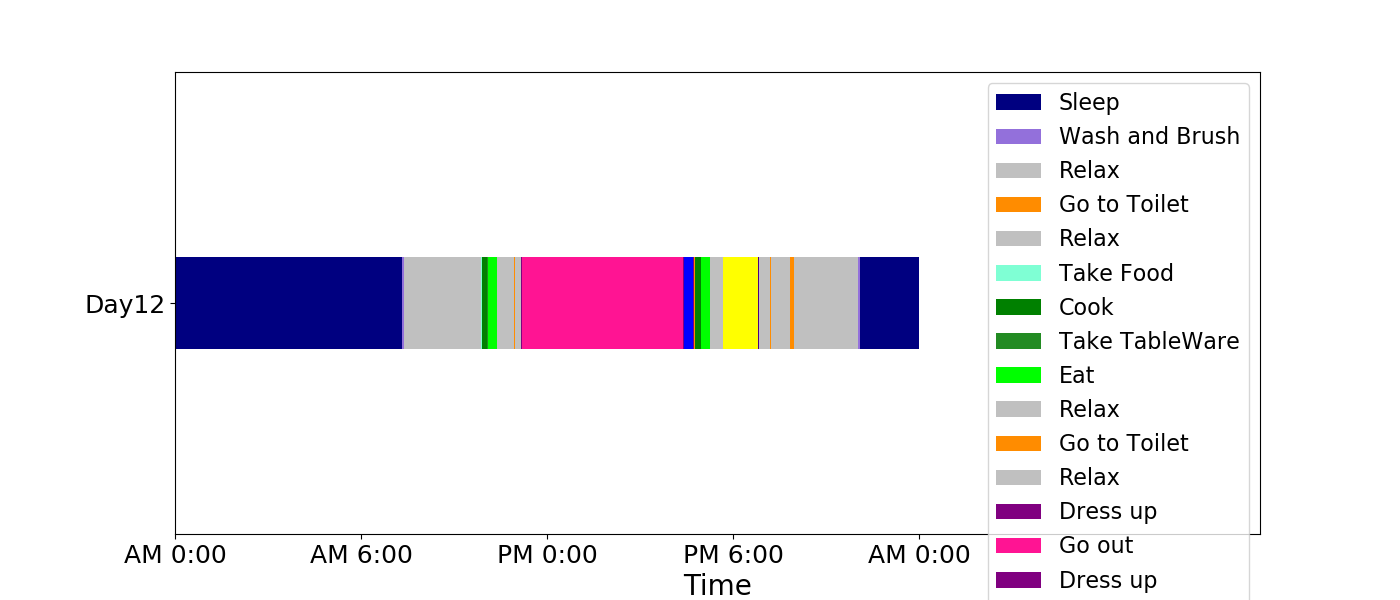 Sleep
Wash and Brush
Relax
Go to Toilet
Relax
Take Food
Cook
Take TableWare
Eat
Relax
Go to Toilet
Relax
Dress up
Go out
Dress up
Day12
AM 0:00 AM 6:00 PM 0:00 PM 6:00 AM 0:00
Time